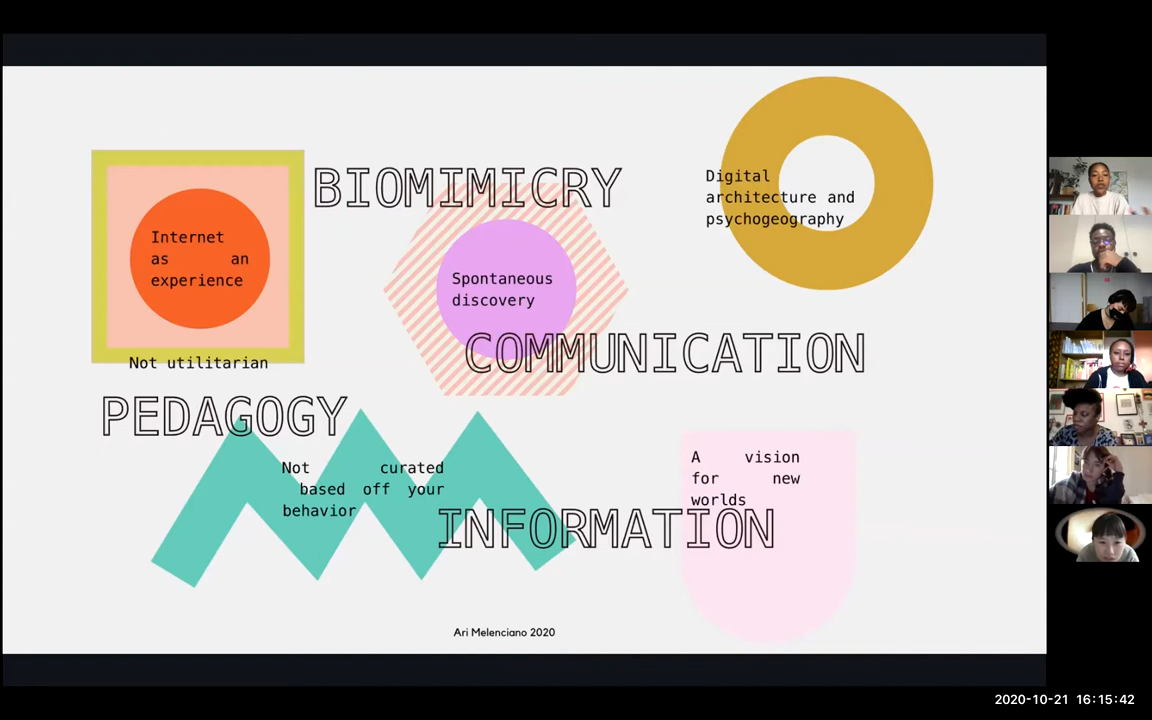 BIOMIMICRY
Digital
architecture and
psychogeography
Internet
as an
experience
Spontaneous
discovery
Not utilitarian
COMMUNICATION
PEDAGOGY
Not curated
based off your
behavior
A vision
for new
worlds
INFORMATION
Ari Melenciano 2020
2020-10-21 16:15:42